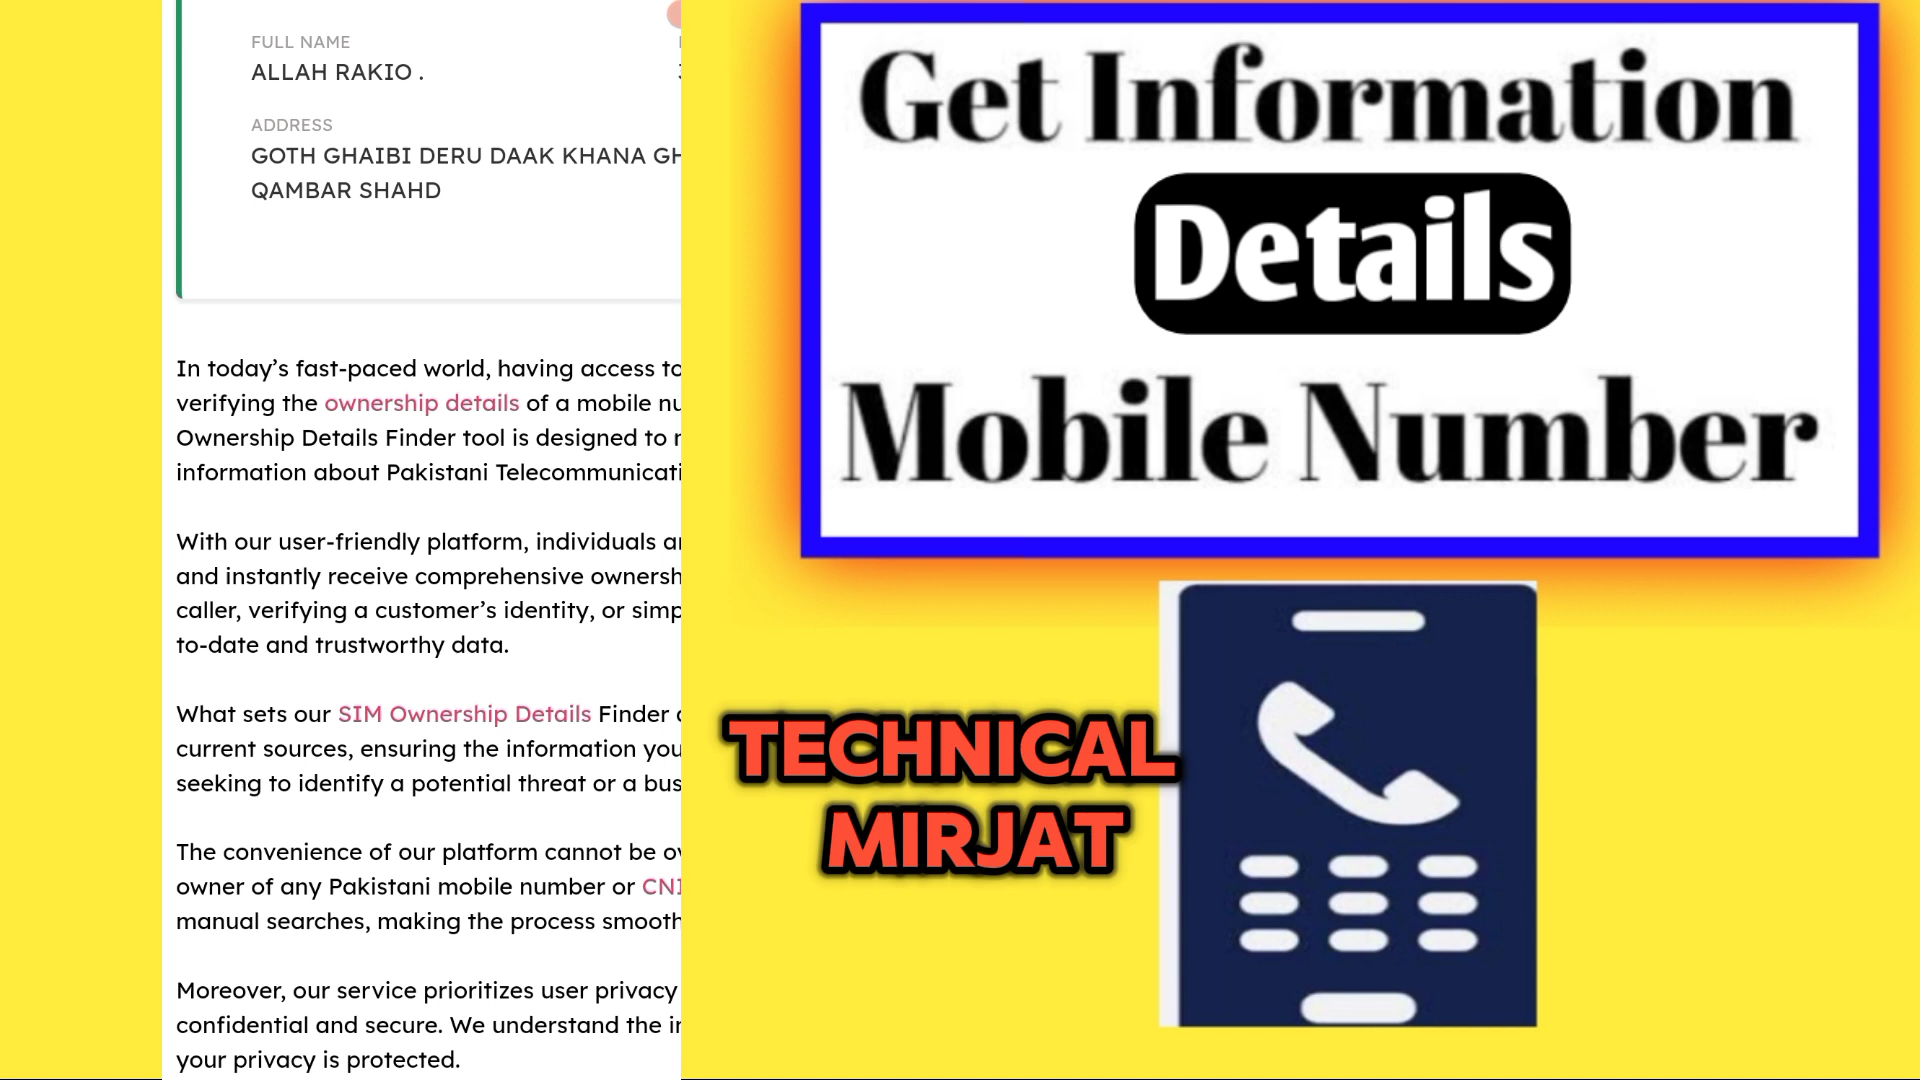 FULL NAME
ALLAH RAKIO .
ADDRESS
GOTH GHAIBI DERU DAAK KHANA
QAMBAR SHAHD
In today’s fast-paced world, having access to
verifying the ownership details of a mobile
Ownership Details Finder tool is designed to
information about Pakistani
With our user-friendly platform, individuals
and instantly receive comprehensive
caller, verifying a customer’s identity, or
to-date and trustworthy data.
What sets our SIM Ownership Details Finder
current sources, ensuring the information you
seeking to identify a potential threat or a
The convenience of our platform cannot be
owner of any Pakistani mobile number or
manual searches, making the process
Moreover, our service prioritizes user privacy
confidential and secure. We understand the
your privacy is protected.
Get Information
Details
Mobile Number
TECHNICAL
MIRJAT